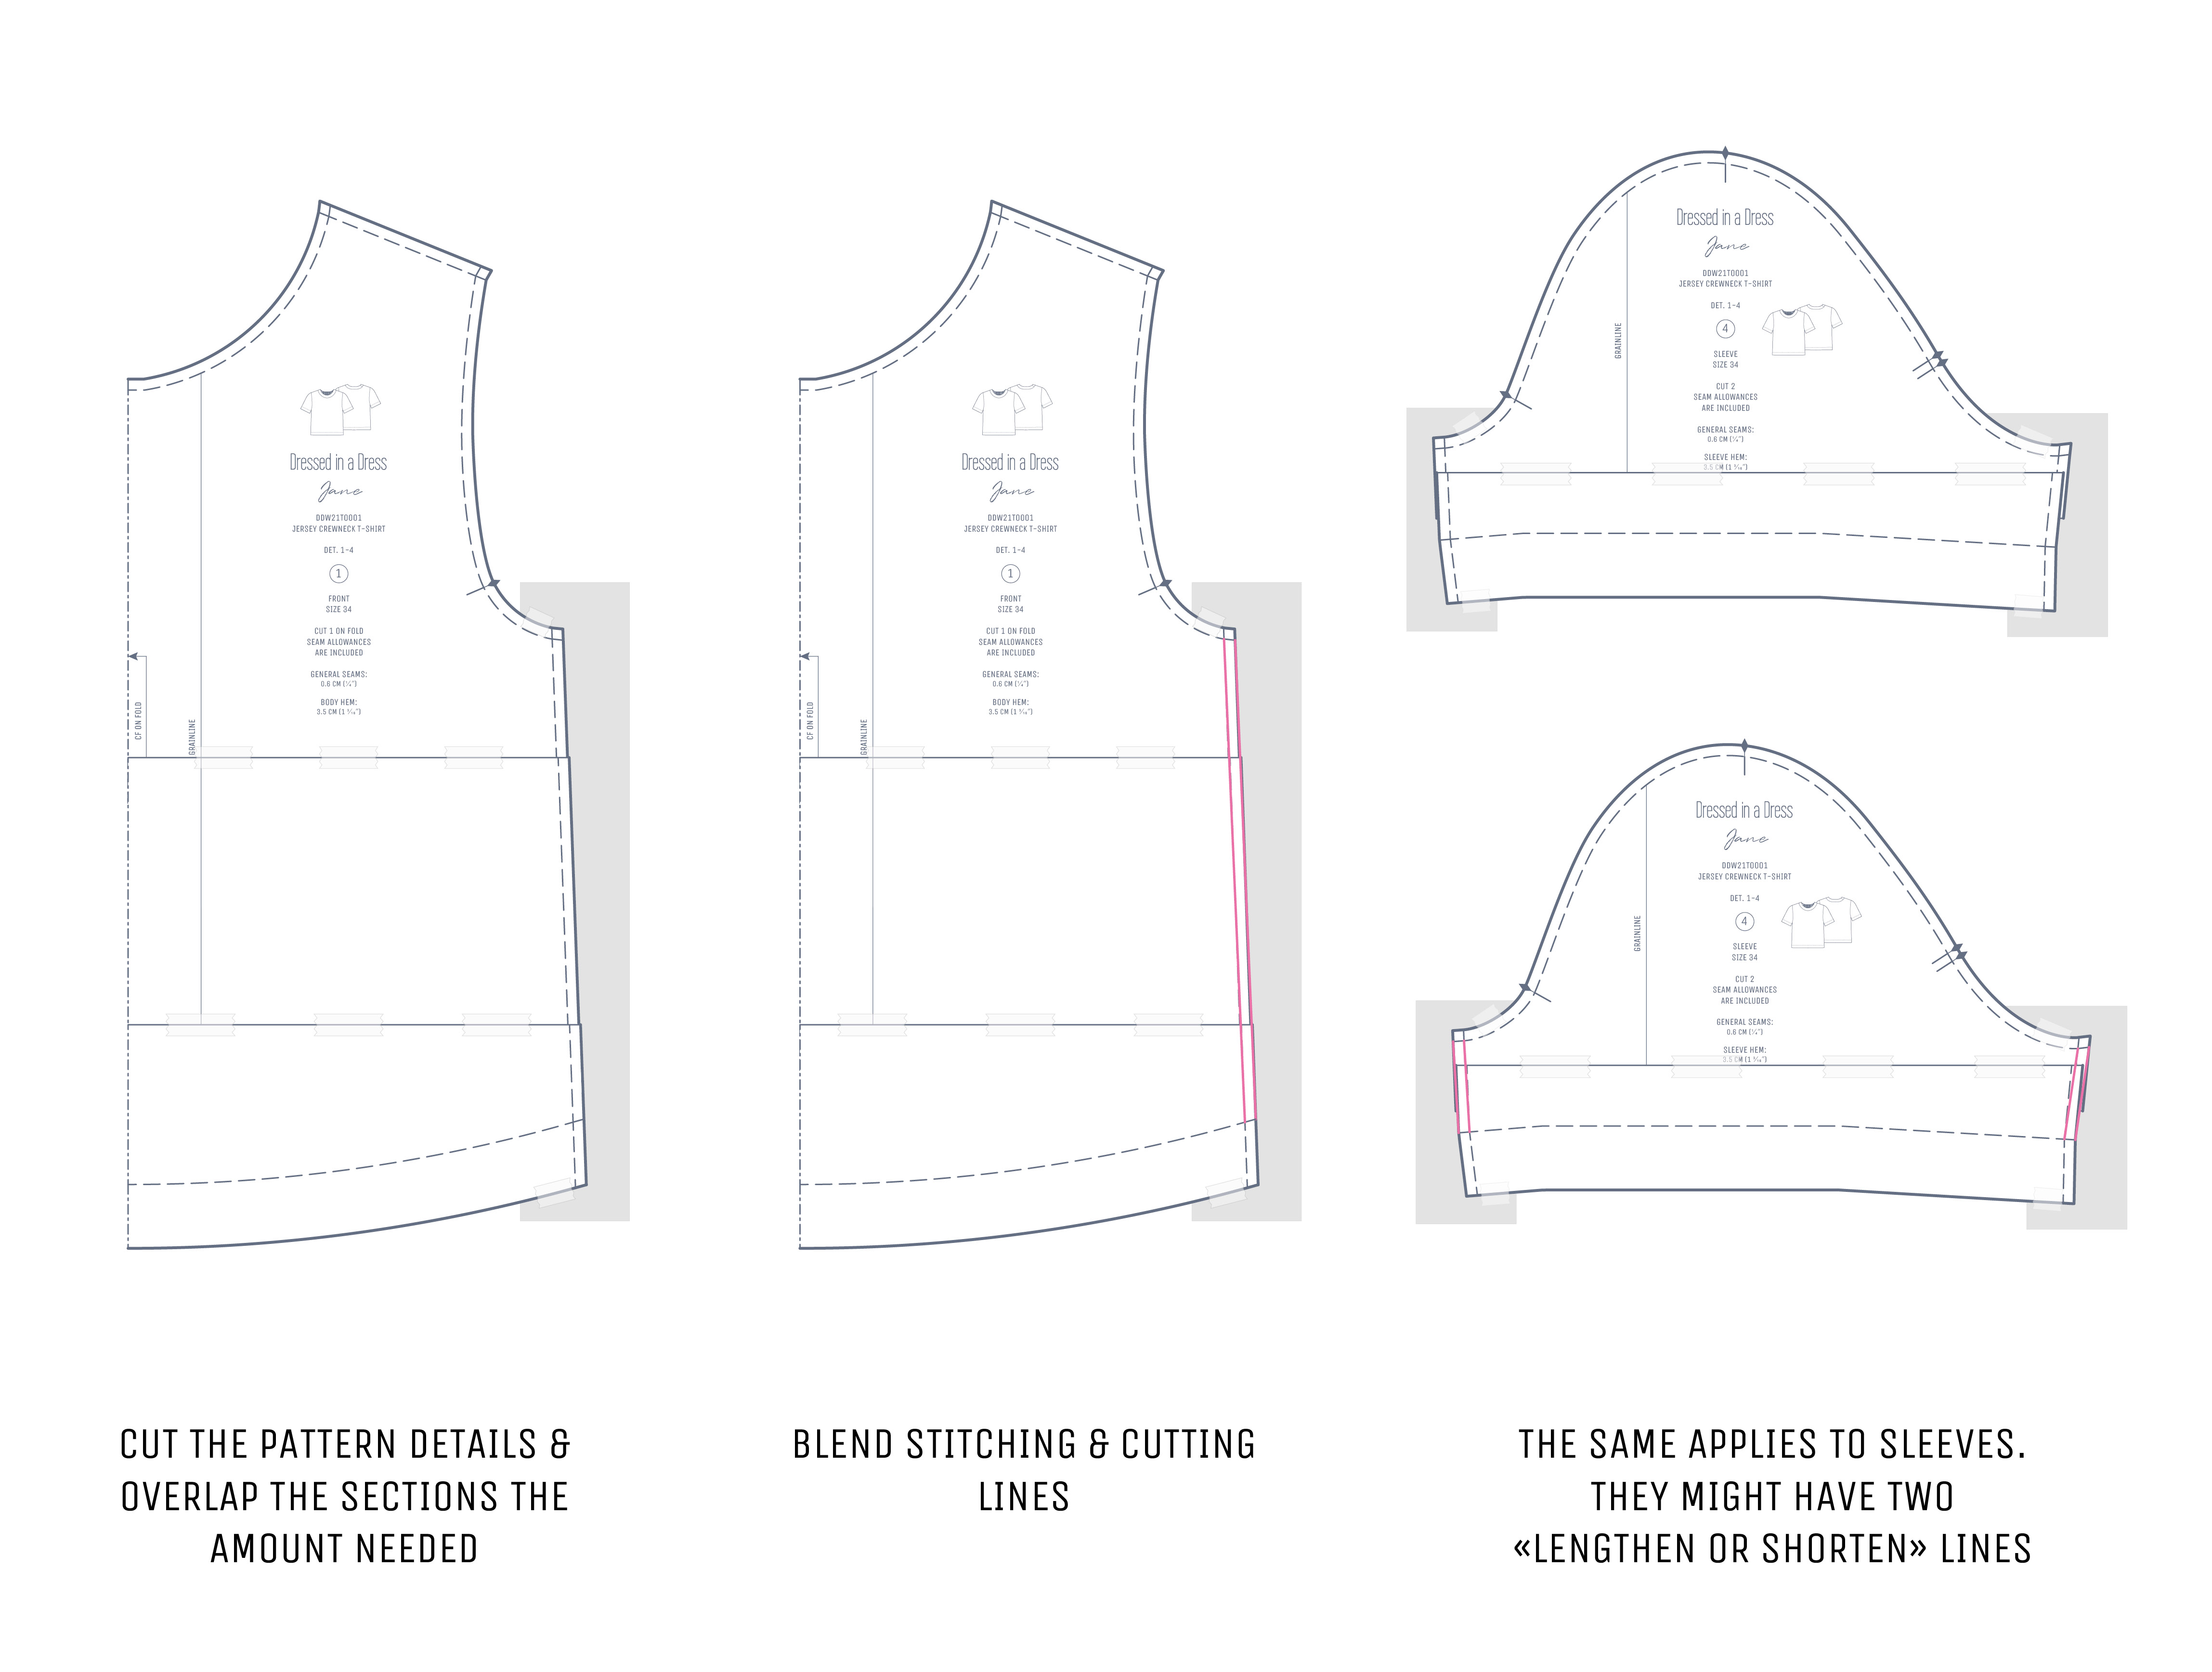 Dressed in a Dress
Jane
DDW21T0001
JERSEY CREWNECK T-SHIRT
DET. 1-4
1
FRONT
SIZE 34
CUT 1 ON FOLD
SEAM ALLOWANCES
ARE INCLUDED
GENERAL SEAMS:
0.6 CM (¼")
BODY HEM:
3.5 CM (1 ⅜")
CF ON FOLD
GRAINLINE
CUT THE PATTERN DETAILS &
OVERLAP THE SECTIONS THE
AMOUNT NEEDED
Dressed in a Dress
Jane
DDW21T0001
JERSEY CREWNECK T-SHIRT
DET. 1-4
1
FRONT
SIZE 34
CUT 1 ON FOLD
SEAM ALLOWANCES
ARE INCLUDED
GENERAL SEAMS:
0.6 CM (¼")
BODY HEM:
3.5 CM (1 ⅜")
CF ON FOLD
GRAINLINE
BLEND STITCHING & CUTTING
LINES
Dressed in a Dress
Jane
DDW21T0001
JERSEY CREWNECK T-SHIRT
DET. 1-4
4
SLEEVE
SIZE 34
CUT 2
SEAM ALLOWANCES
ARE INCLUDED
GENERAL SEAMS:
0.6 CM (¼")
SLEEVE HEM:
3.5 CM (1 ⅜")
GRAINLINE
Dressed in a Dress
Jane
DDW21T0001
JERSEY CREWNECK T-SHIRT
DET. 1-4
4
SLEEVE
SIZE 34
CUT 2
SEAM ALLOWANCES
ARE INCLUDED
GENERAL SEAMS:
0.6 CM (¼")
SLEEVE HEM:
3.5 CM (1 ⅜")
GRAINLINE
THE SAME APPLIES TO SLEEVES.
THEY MIGHT HAVE TWO
«LENGTHEN OR SHORTEN» LINES